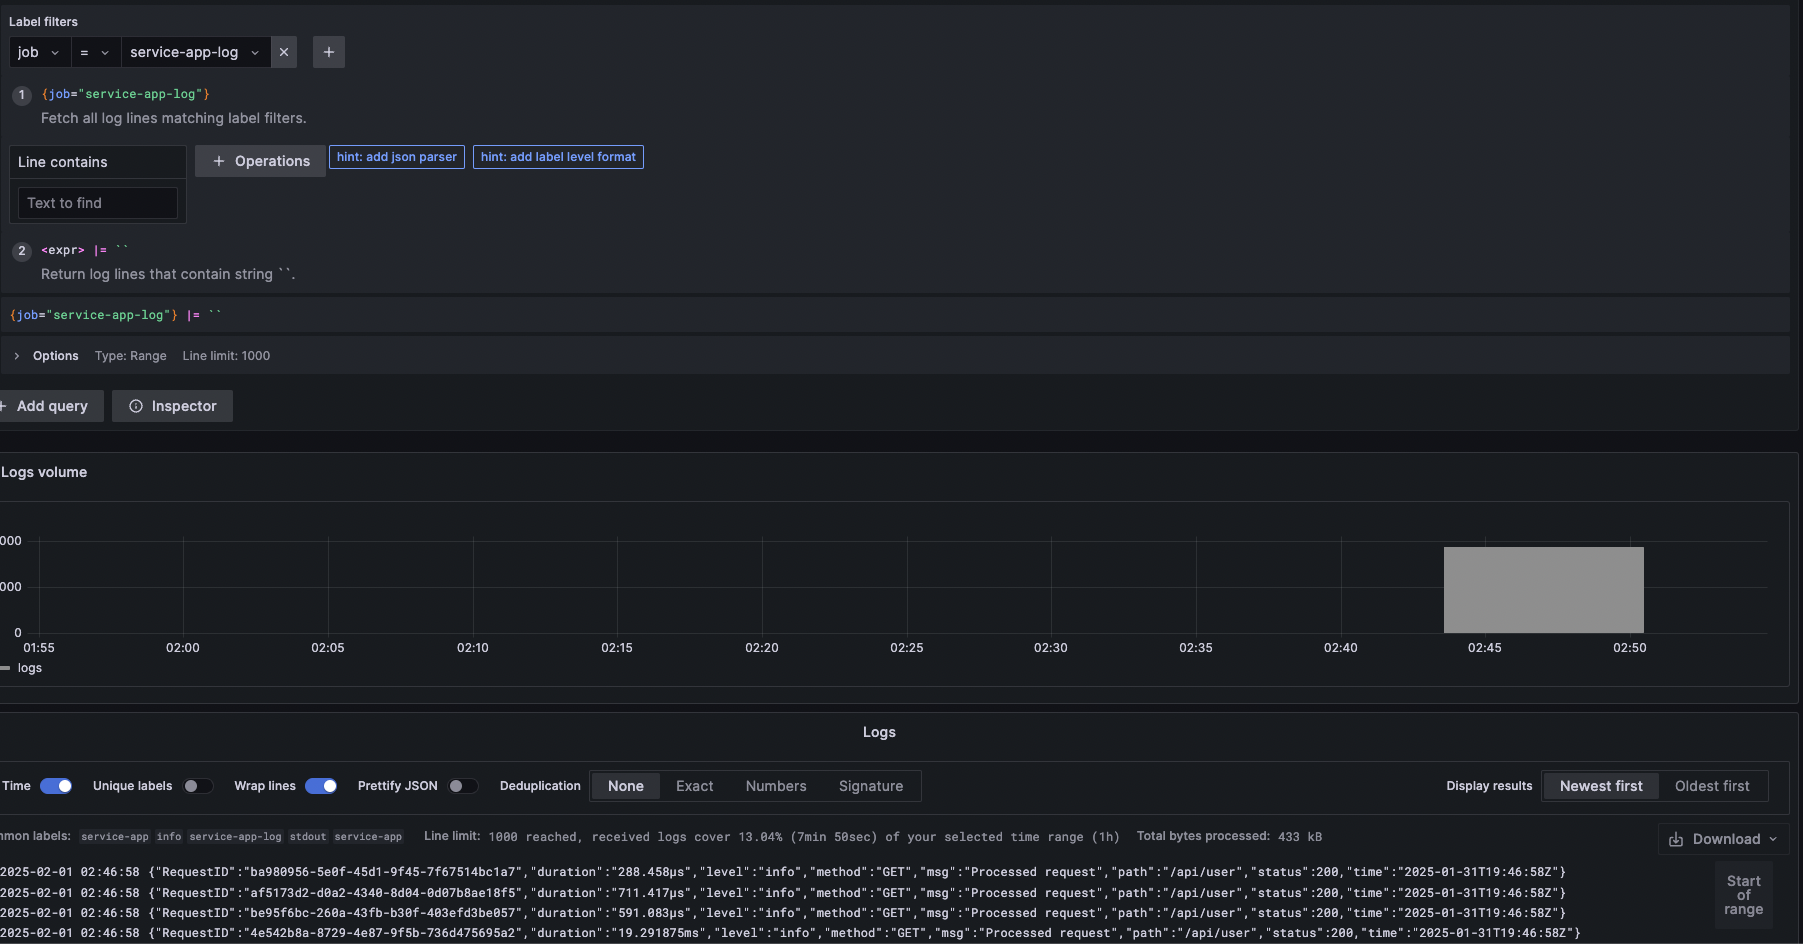 Label filters
job = service-app-log
1 {job="service-app-log"}
Fetch all log lines matching label filters.
Line contains + Operations hint: add json parser hint: add label level format
Text to find
2 <expr> |= ``
Return log lines that contain string ``.
{job="service-app-log"} |= ``
Options Type: Range Line limit: 1000
+ Add query Inspector
Logs volume
000
000
0
01:55 02:00 02:05 02:10 02:15 02:20 02:25 02:30 02:35 02:40 02:45 02:50
logs
Logs
Time Unique labels Wrap lines Prettify JSON Deduplication None Exact Numbers Signature Display results Newest first Oldest first
mmon labels: service-app info service-app-log stdout service-app Line limit: 1000 reached, received logs cover 13.04% (7min 50sec) of your selected time range (1h) Total bytes processed: 433 kB Download
2025-02-01 02:46:58 {"RequestID":"ba980956-5e0f-45d1-9f45-7f67514bc1a7","duration":"288.458µs","level":"info","method":"GET","msg":"Processed request","path":"/api/user","status":200,"time":"2025-01-31T19:46:58Z"}
2025-02-01 02:46:58 {"RequestID":"af5173d2-d0a2-4340-8d04-0d07b8ae18f5","duration":"711.417µs","level":"info","method":"GET","msg":"Processed request","path":"/api/user","status":200,"time":"2025-01-31T19:46:58Z"}
2025-02-01 02:46:58 {"RequestID":"be95f6bc-260a-43fb-b30f-403efd3be057","duration":"591.083µs","level":"info","method":"GET","msg":"Processed request","path":"/api/user","status":200,"time":"2025-01-31T19:46:58Z"}
2025-02-01 02:46:58 {"RequestID":"4e542b8a-8729-4e87-9f5b-736d475695a2","duration":"19.291875ms","level":"info","method":"GET","msg":"Processed request","path":"/api/user","status":200,"time":"2025-01-31T19:46:58Z"}
Start
of
range